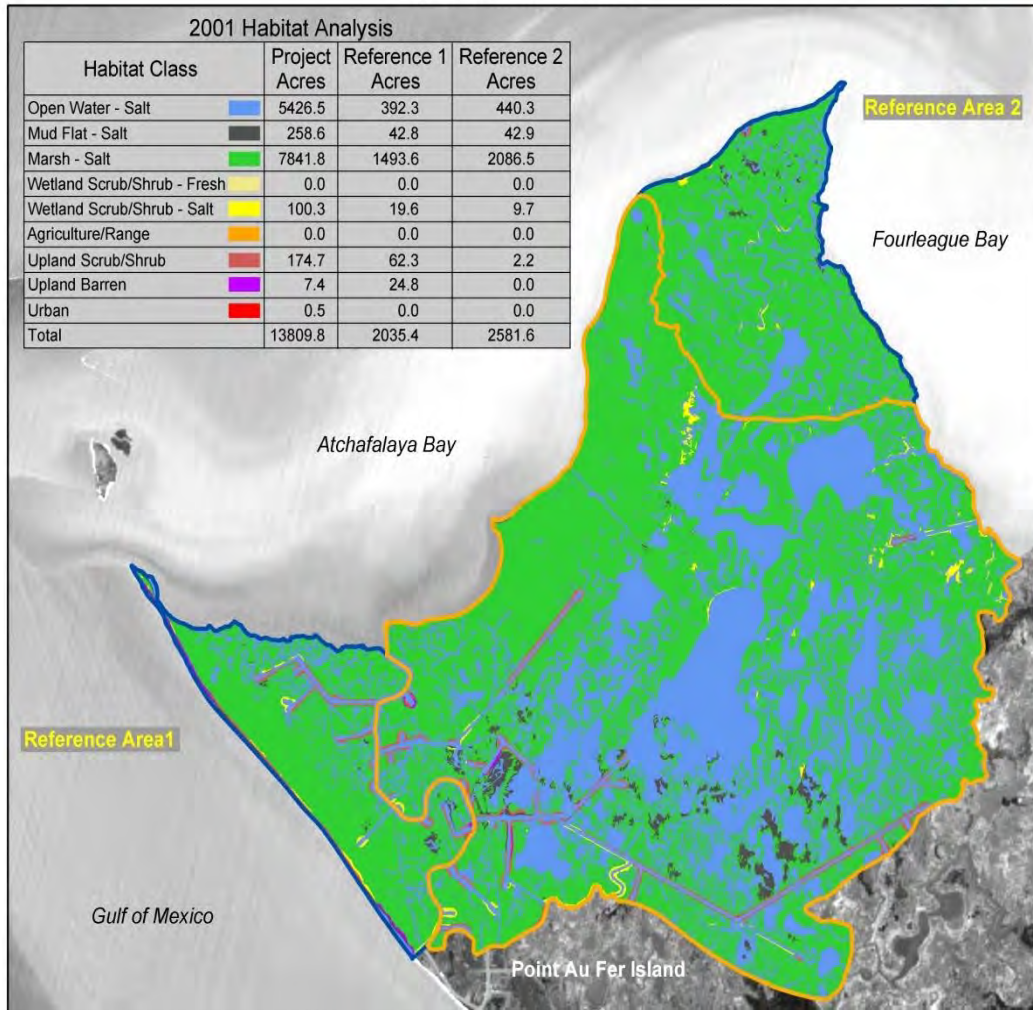 2001 Habitat Analysis
Habitat Class Project Acres Reference 1 Acres Reference 2 Acres
Open Water - Salt 5426.5 392.3 440.3
Mud Flat - Salt 258.6 42.8 42.9
Marsh - Salt 7841.8 1493.6 2086.5
Wetland Scrub/Shrub - Fresh 0.0 0.0 0.0
Wetland Scrub/Shrub - Salt 100.3 19.6 9.7
Agriculture/Range 0.0 0.0 0.0
Upland Scrub/Shrub 174.7 62.3 2.2
Upland Barren 7.4 24.8 0.0
Urban 0.5 0.0 0.0
Total 13809.8 2035.4 2581.6
Reference Area 2
Fourleague Bay
Atchafalaya Bay
Reference Area1
Gulf of Mexico
Point Au Fer Island